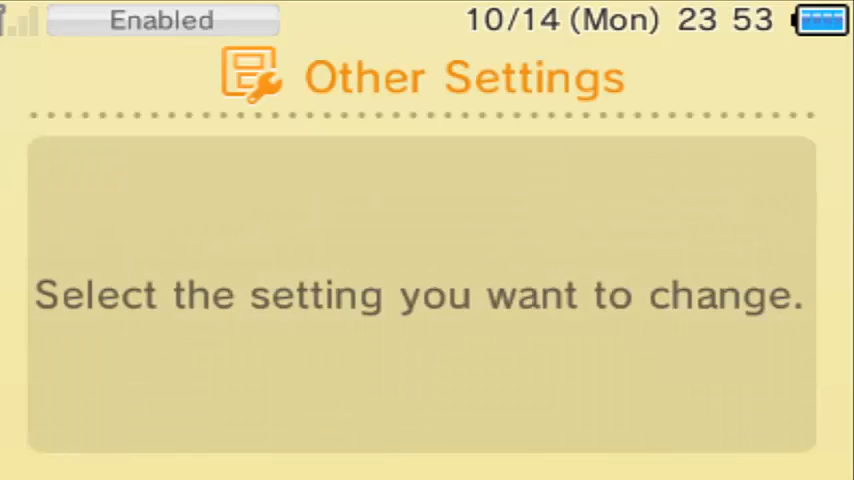 Enabled
10/14 (Mon) 23 53
Other Settings
Select the setting you want to change.